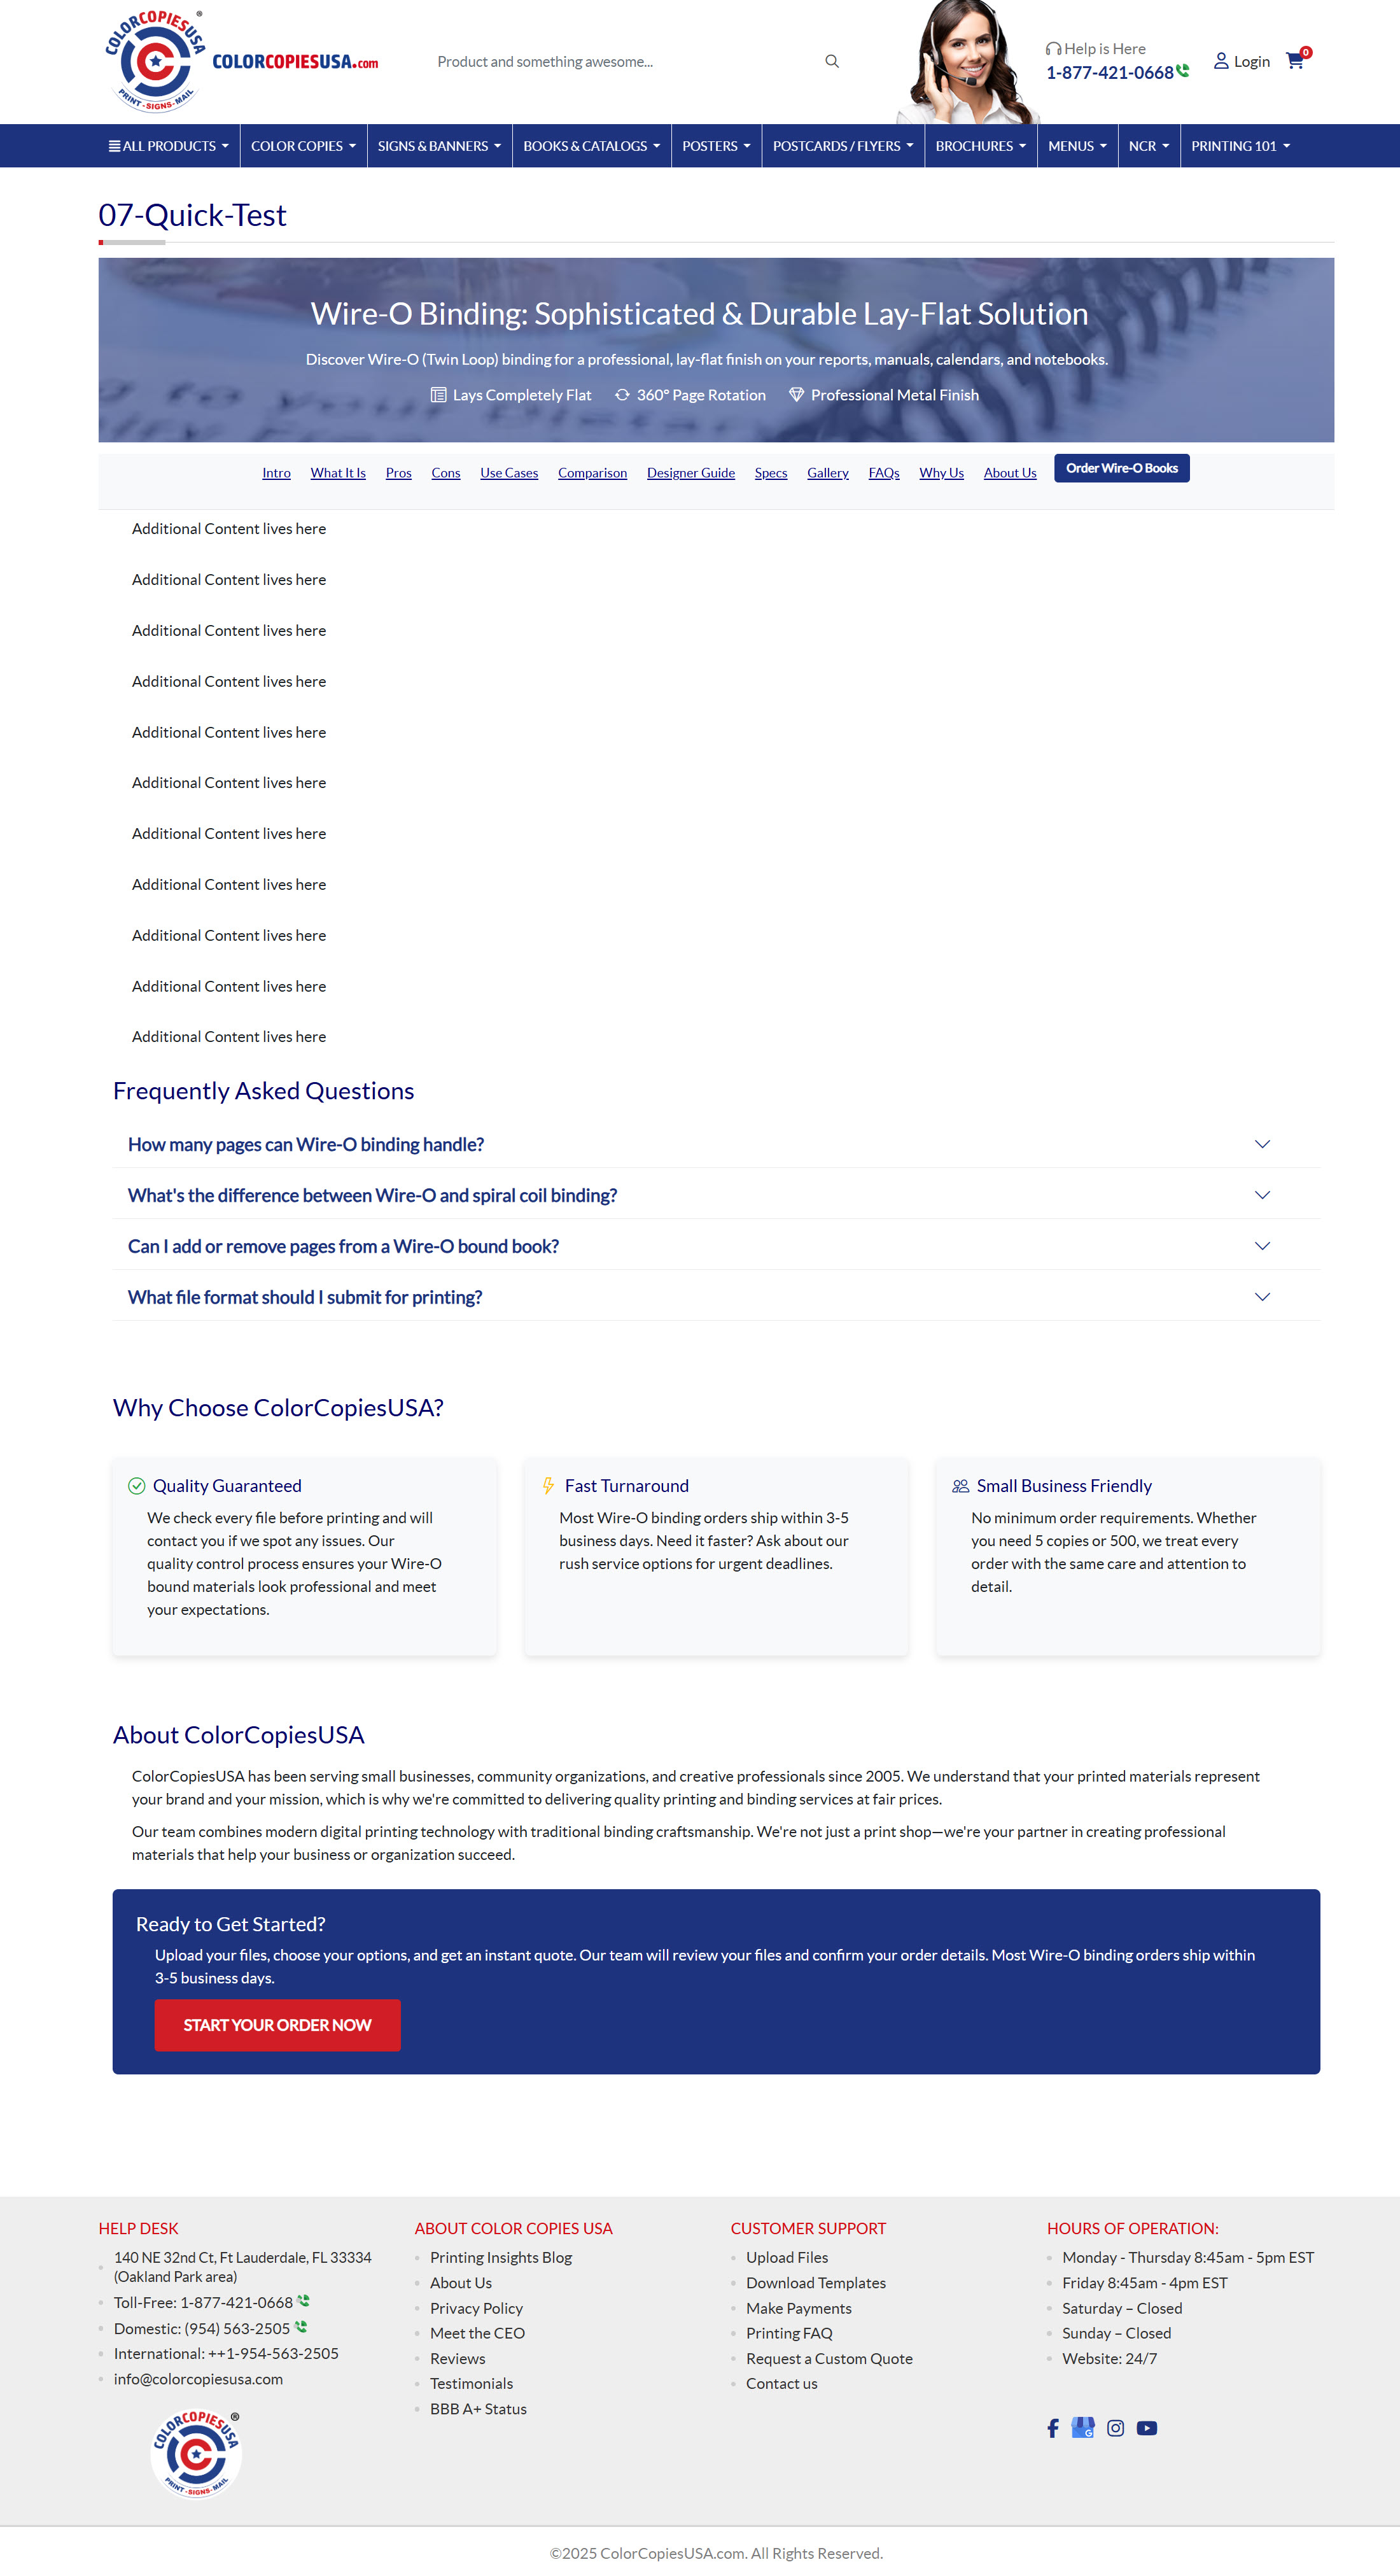 COLORCOPIESUSA ®
PRINT-SIGNS-MAIL
COLORCOPIESUSA.com
Product and something awesome...
Help is Here
1-877-421-0668
Login
0
ALL PRODUCTS
COLOR COPIES
SIGNS & BANNERS
BOOKS & CATALOGS
POSTERS
POSTCARDS / FLYERS
BROCHURES
MENUS
NCR
PRINTING 101
07-Quick-Test
Wire-O Binding: Sophisticated & Durable Lay-Flat Solution
Discover Wire-O (Twin Loop) binding for a professional, lay-flat finish on your reports, manuals, calendars, and notebooks.
Lays Completely Flat
360° Page Rotation
Professional Metal Finish
Intro
What It Is
Pros
Cons
Use Cases
Comparison
Designer Guide
Specs
Gallery
FAQs
Why Us
About Us
Order Wire-O Books
Additional Content lives here
Additional Content lives here
Additional Content lives here
Additional Content lives here
Additional Content lives here
Additional Content lives here
Additional Content lives here
Additional Content lives here
Additional Content lives here
Additional Content lives here
Additional Content lives here
Frequently Asked Questions
How many pages can Wire-O binding handle?
What's the difference between Wire-O and spiral coil binding?
Can I add or remove pages from a Wire-O bound book?
What file format should I submit for printing?
Why Choose ColorCopiesUSA?
Quality Guaranteed
We check every file before printing and will
contact you if we spot any issues. Our
quality control process ensures your Wire-O
bound materials look professional and meet
your expectations.
Fast Turnaround
Most Wire-O binding orders ship within 3-5
business days. Need it faster? Ask about our
rush service options for urgent deadlines.
Small Business Friendly
No minimum order requirements. Whether
you need 5 copies or 500, we treat every
order with the same care and attention to
detail.
About ColorCopiesUSA
ColorCopiesUSA has been serving small businesses, community organizations, and creative professionals since 2005. We understand that your printed materials represent
your brand and your mission, which is why we're committed to delivering quality printing and binding services at fair prices.
Our team combines modern digital printing technology with traditional binding craftsmanship. We're not just a print shop—we're your partner in creating professional
materials that help your business or organization succeed.
Ready to Get Started?
Upload your files, choose your options, and get an instant quote. Our team will review your files and confirm your order details. Most Wire-O binding orders ship within
3-5 business days.
START YOUR ORDER NOW
HELP DESK
140 NE 32nd Ct, Ft Lauderdale, FL 33334
(Oakland Park area)
Toll-Free: 1-877-421-0668
Domestic: (954) 563-2505
International: ++1-954-563-2505
info@colorcopiesusa.com
COLORCOPIESUSA ®
PRINT-SIGNS-MAIL
ABOUT COLOR COPIES USA
Printing Insights Blog
About Us
Privacy Policy
Meet the CEO
Reviews
Testimonials
BBB A+ Status
CUSTOMER SUPPORT
Upload Files
Download Templates
Make Payments
Printing FAQ
Request a Custom Quote
Contact us
HOURS OF OPERATION:
Monday - Thursday 8:45am - 5pm EST
Friday 8:45am - 4pm EST
Saturday – Closed
Sunday – Closed
Website: 24/7
G
©2025 ColorCopiesUSA.com. All Rights Reserved.